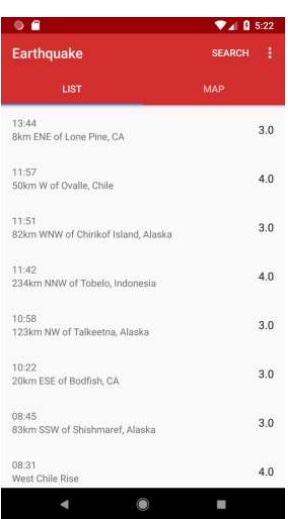 5:22
Earthquake SEARCH
LIST MAP
13:44
8km ENE of Lone Pine, CA 3.0
11:57
50km W of Ovalle, Chile 4.0
11:51
82km WNW of Chirikof Island, Alaska 3.0
11:42
234km NNW of Tobelo, Indonesia 4.0
10:58
123km NW of Talkeetna, Alaska 3.0
10:22
20km ESE of Bodfish, CA 3.0
08:45
83km SSW of Shishmaref, Alaska 3.0
08:31
West Chile Rise 4.0